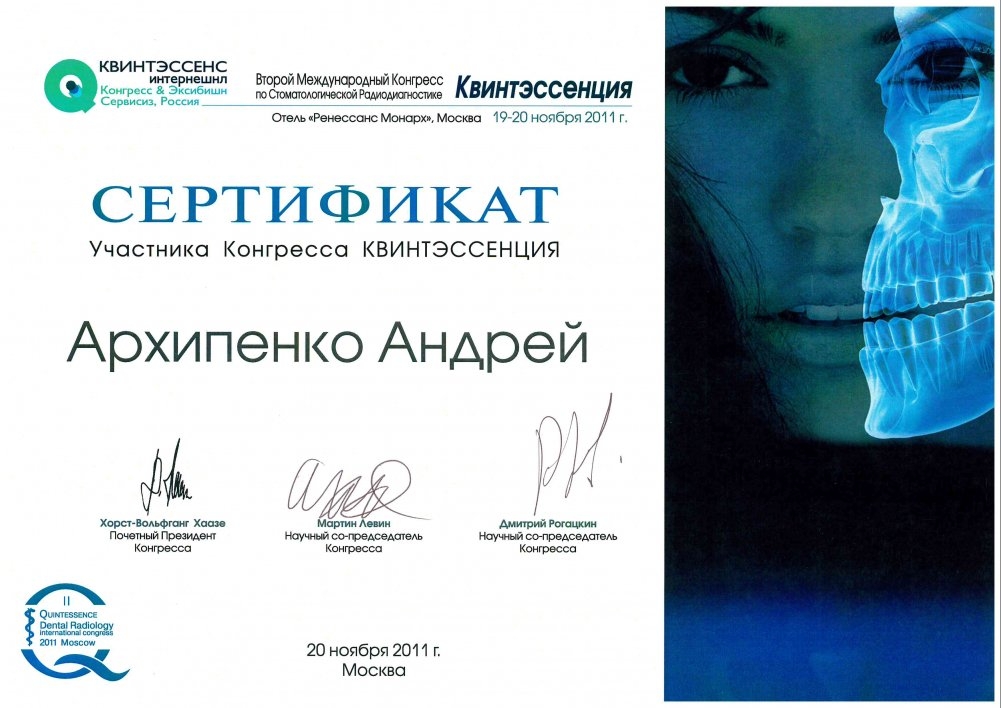 КВИНТЭССЕНС
интернешнл
Конгресс & Эксибишн
Сервисиз, Россия
Второй Международный Конгресс
по Стоматологической Радиодиагностике
Квинтэссенция
Отель «Ренессанс Монарх», Москва 19-20 ноября 2011 г.
СЕРТИФИКАТ
Участника Конгресса КВИНТЭССЕНЦИЯ
Архипенко Андрей
Хорст-Вольфганг Хаазе
Почетный Президент
Конгресса
Мартин Левин
Научный со-председатель
Конгресса
Дмитрий Рогацкин
Научный со-председатель
Конгресса
II
QUINTESSENCE
Dental Radiology
international congress
2011 Moscow
20 ноября 2011 г.
Москва